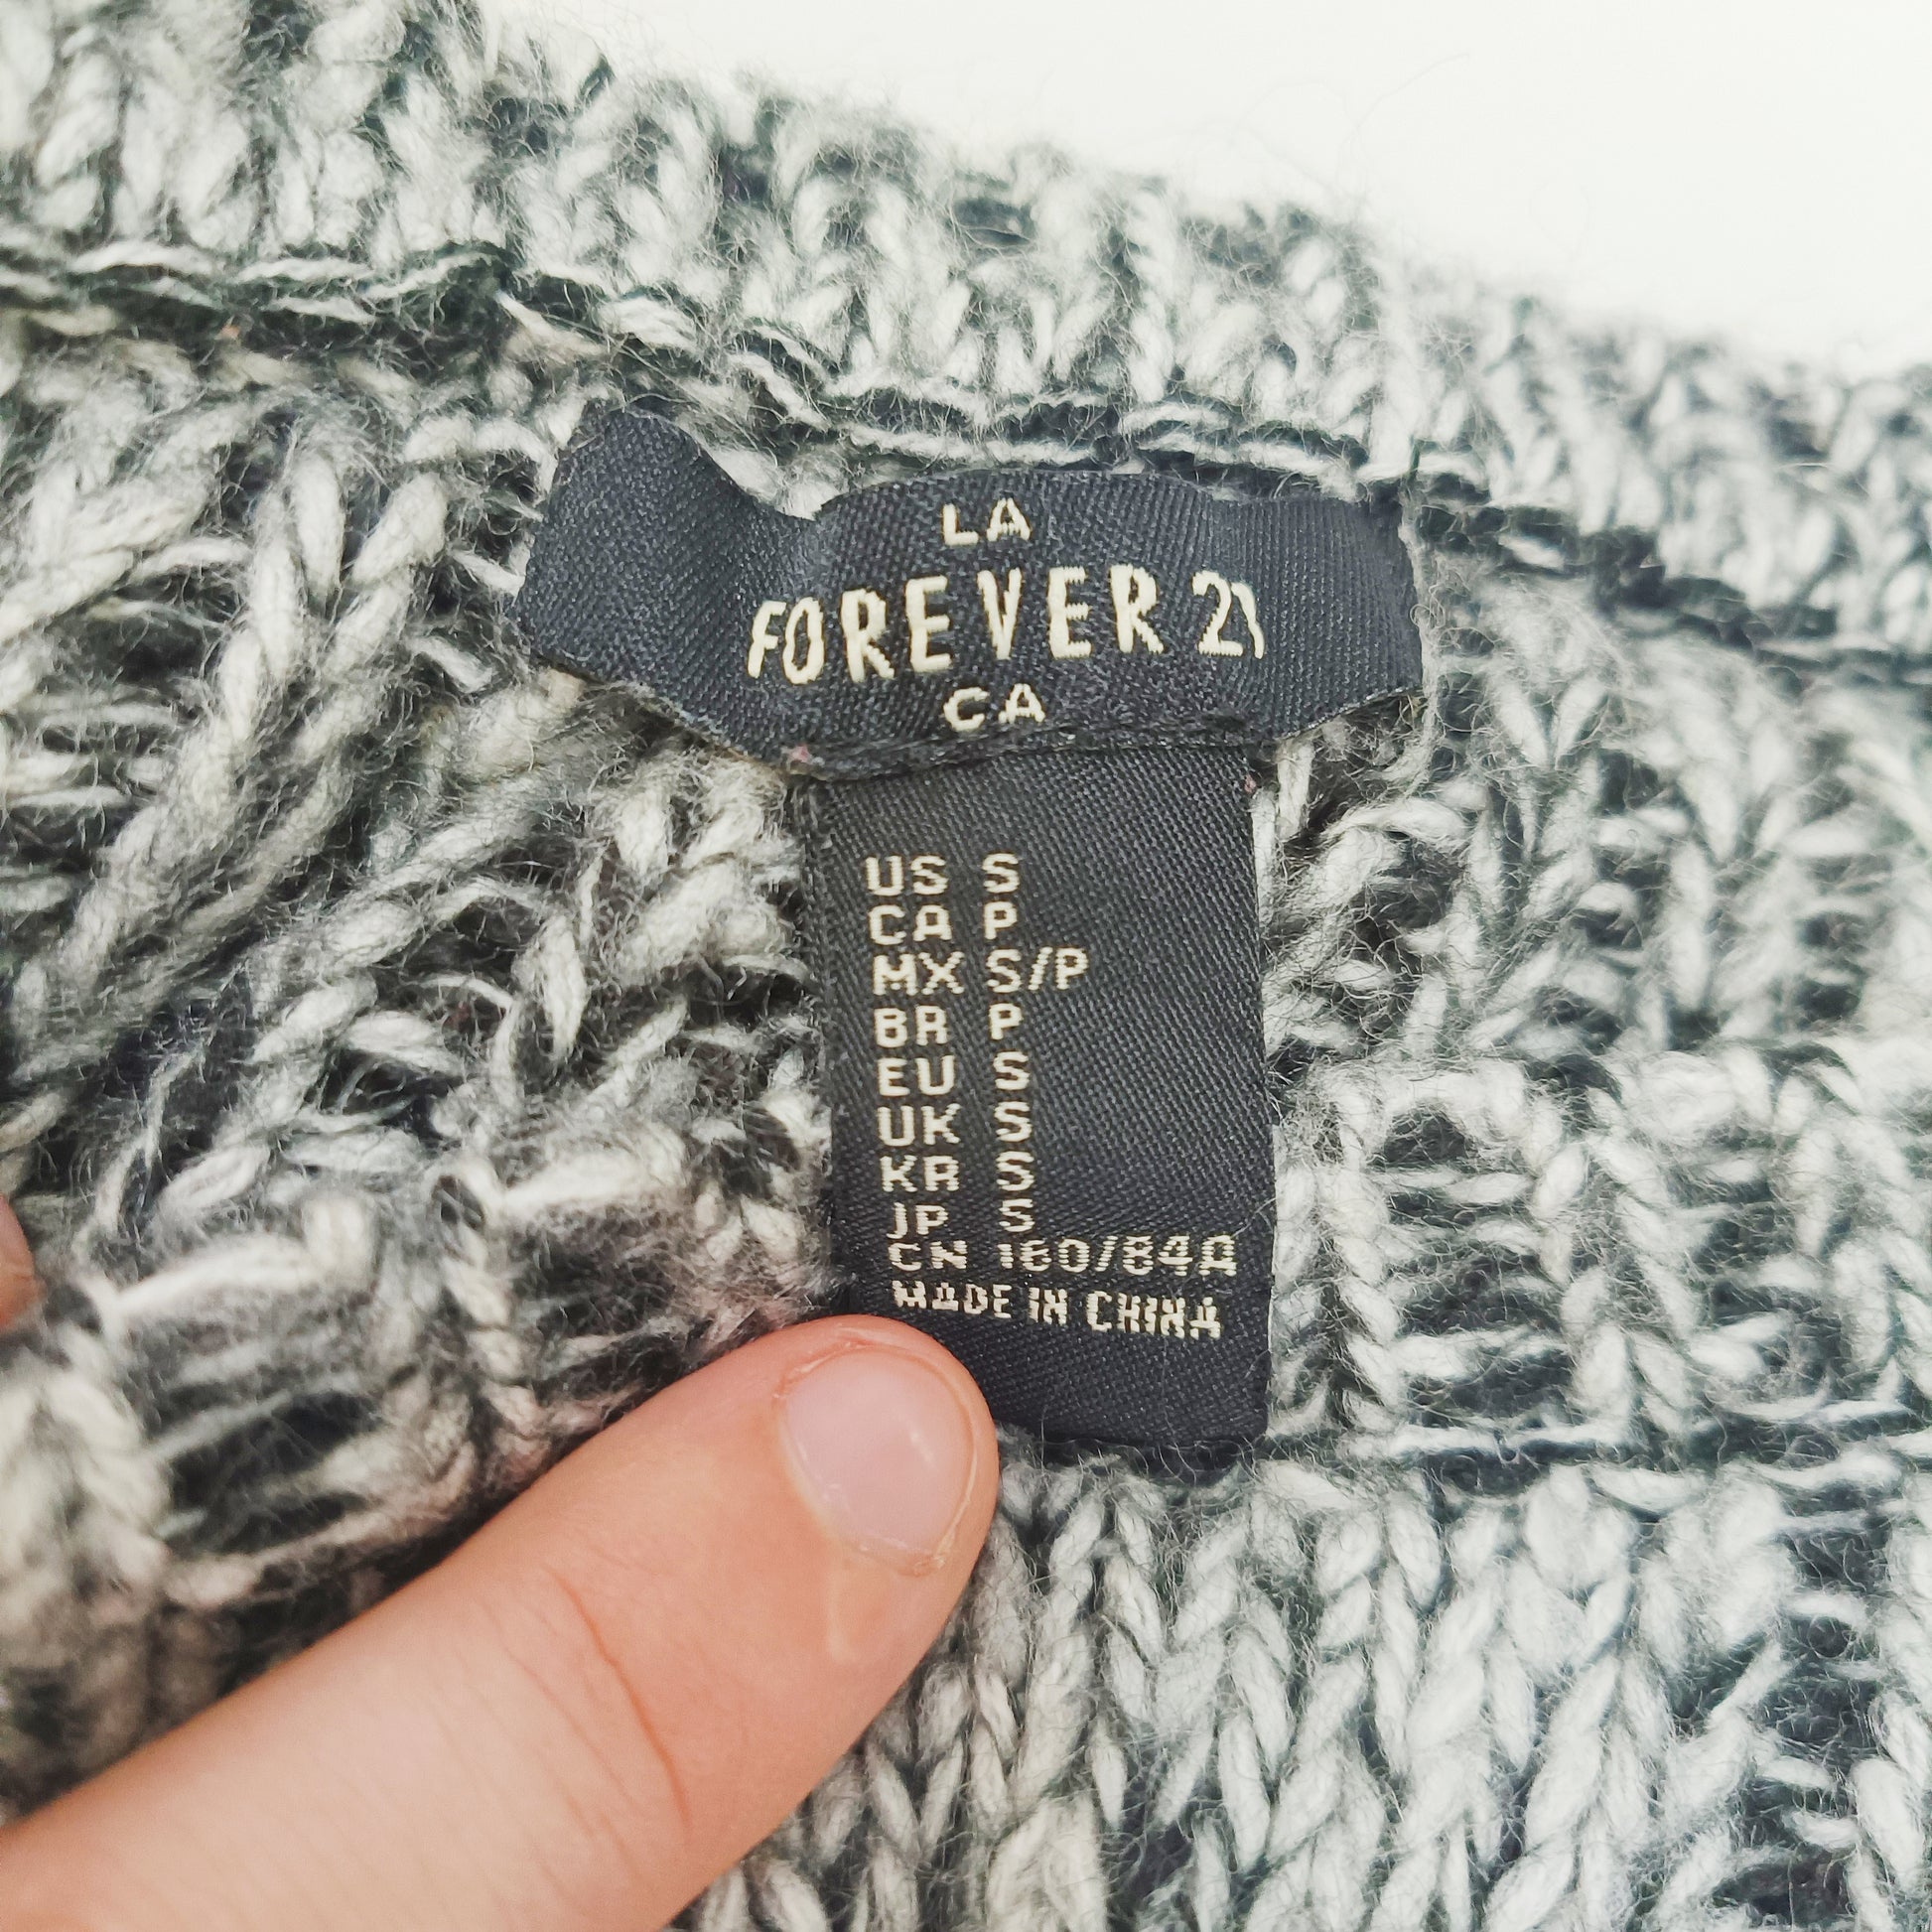 LA
FOREVER 21
CA
US S
CA P
MX S/P
BR P
EU S
UK S
KR S
JP S
CN 160/84A
MADE IN CHINA